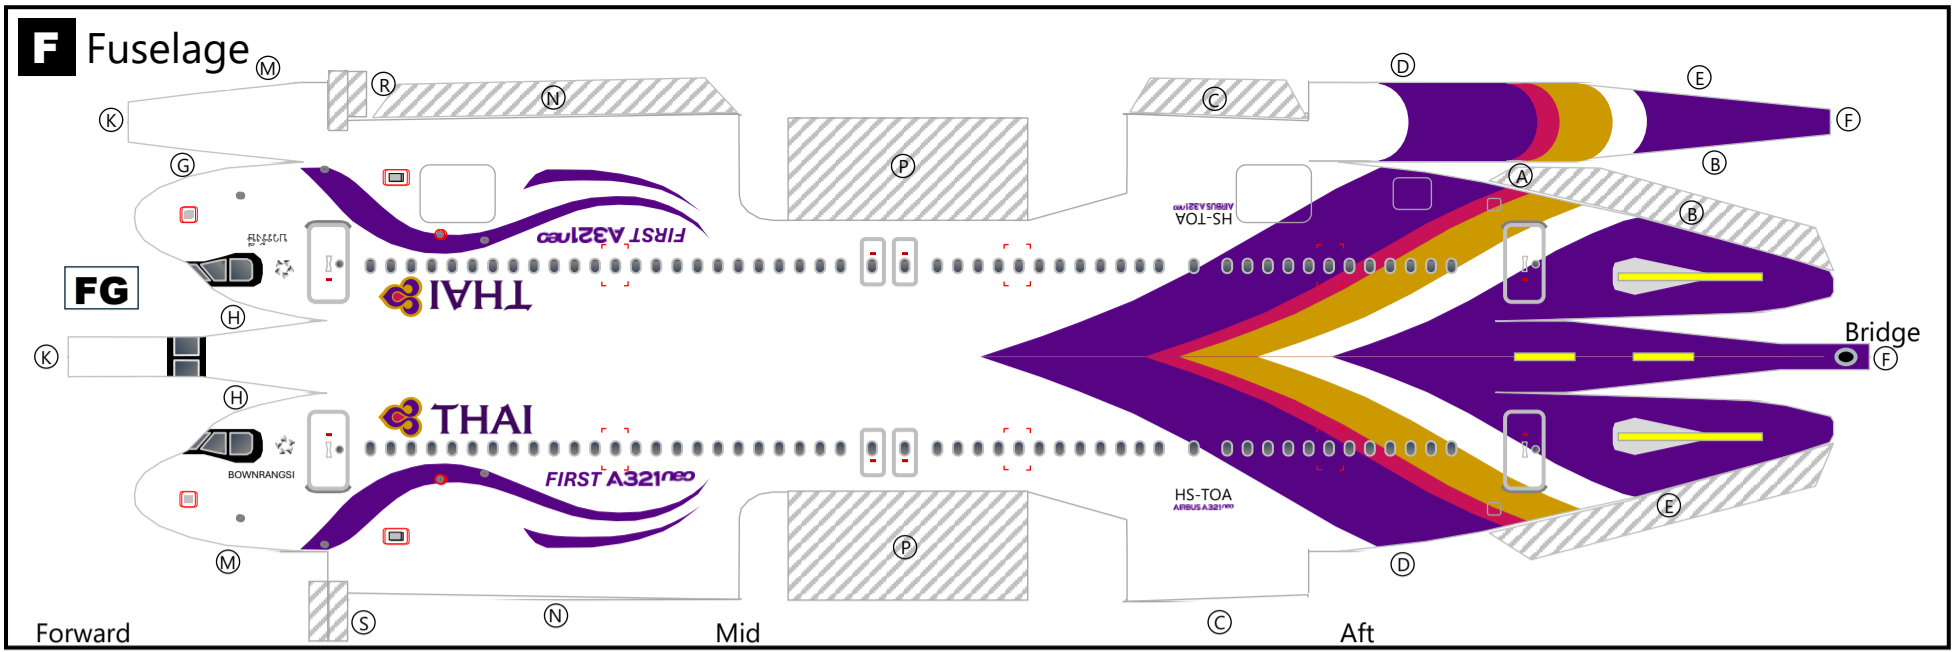 F Fuselage
M
R
N
C
D
E
K
F
G
P
A
B
B
HS-TOA
AIRBUS A321neo
FIRST A321neo
THAI
FG
H
Bridge
K
F
H
THAI
BOWNRANGSI
FIRST A321neo
HS-TOA
AIRBUS A321neo
E
P
M
D
S
N
C
Forward
Mid
Aft